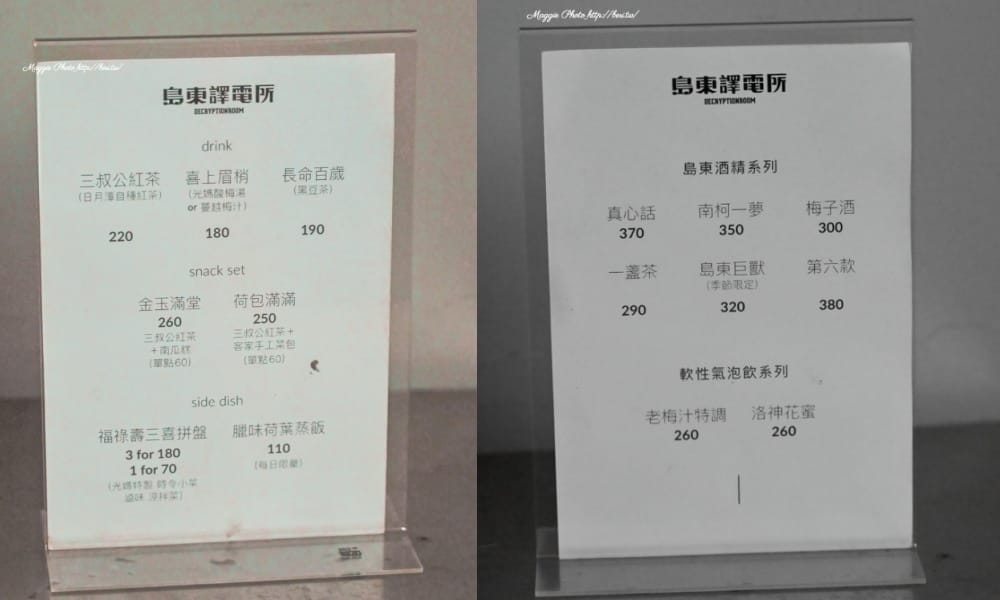 Maggie Photo http://berit.tw/
島東譯電所
DECRYPTIONROOM
drink
三叔公紅茶 喜上眉梢 長命百歲
(日月潭自種紅茶) (光媽酸梅湯 (黑豆茶)
or 蔓越梅汁)
220 180 190
snack set
金玉滿堂 荷包滿滿
260 250
三叔公紅茶 三叔公紅茶+
+南瓜糕 客家手工菜包
(單點60) (單點60)
side dish
福祿壽三喜拼盤 臘味荷葉蒸飯
3 for 180 110
1 for 70 (每日限量)
(光媽特製 時令小菜
滷味 涼拌菜)
Maggie Photo http://berit.tw/
島東譯電所
DECRYPTIONROOM
島東酒精系列
真心話 南柯一夢 梅子酒
370 350 300
一盞茶 島東巨獸 第六款
(季節限定)
290 320 380
軟性氣泡飲系列
老梅汁特調 洛神花蜜
260 260